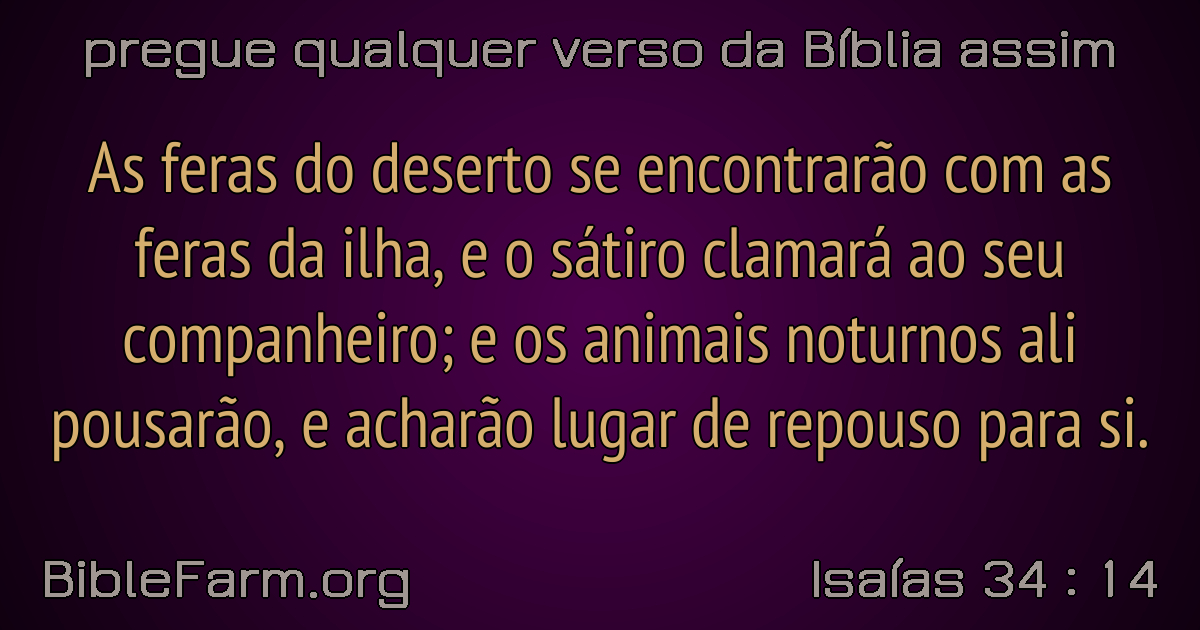 pregue qualquer verso da Bíblia assim
As feras do deserto se encontrarão com as
feras da ilha, e o sátiro clamará ao seu
companheiro; e os animais noturnos ali
pousarão, e acharão lugar de repouso para si.
BibleFarm.org
Isaías 34 : 14